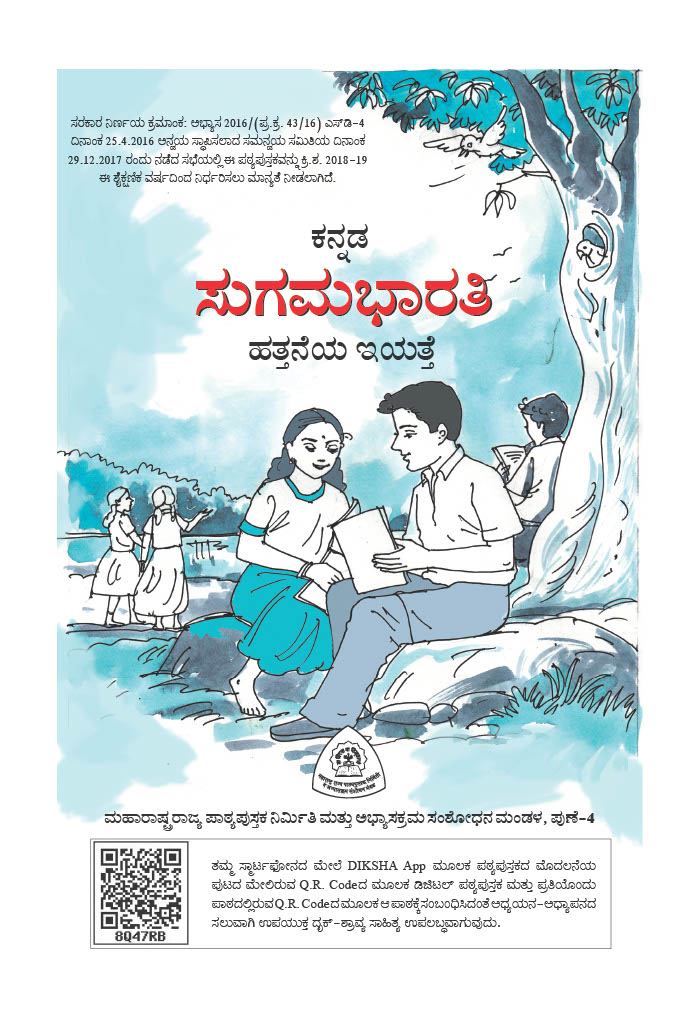 ಸರಕಾರ ನಿರ್ಣಯ ಕ್ರಮಾಂಕ: ಅಭ್ಯಾಸ 2016/(ಪ್ರ.ಕ್ರ. 43/16) ಎಸ್‌ಡಿ-4
ದಿನಾಂಕ 25.4.2016 ಅನ್ವಯ ಸ್ಥಾಪಿಸಲಾದ ಸಮನ್ವಯ ಸಮಿತಿಯ ದಿನಾಂಕ
29.12.2017 ರಂದು ನಡೆದ ಸಭೆಯಲ್ಲಿ ಈ ಪಠ್ಯಪುಸ್ತಕವನ್ನು ಕ್ರಿ.ಶ. 2018-19
ಈ ಶೈಕ್ಷಣಿಕ ವರ್ಷದಿಂದ ನಿರ್ಧರಿಸಲು ಮಾನ್ಯತೆ ನೀಡಲಾಗಿದೆ.
ಕನ್ನಡ
ಸುಗಮಭಾರತಿ
ಹತ್ತನೆಯ ಇಯತ್ತೆ
ಮಹಾರಾಷ್ಟ್ರರಾಜ್ಯ ಪಾಠ್ಯಪುಸ್ತಕ ನಿರ್ಮಿತಿ ಮತ್ತು ಅಭ್ಯಾಸಕ್ರಮ ಸಂಶೋಧನ ಮಂಡಳ, ಪುಣೆ-4
8Q47RB
ತಮ್ಮ ಸ್ಮಾರ್ಟಫೋನದ ಮೇಲೆ DIKSHA App ಮೂಲಕ ಪಠ್ಯಪುಸ್ತಕದ ಮೊದಲನೆಯ
ಪುಟದ ಮೇಲಿರುವ Q.R. Codeದ ಮೂಲಕ ಡಿಜಿಟಲ್ ಪಠ್ಯಪುಸ್ತಕ ಮತ್ತು ಪ್ರತಿಯೊಂದು
ಪಾಠದಲ್ಲಿರುವ Q.R. Codeದ ಮೂಲಕ ಆ ಪಾಠಕ್ಕೆ ಸಂಬಂಧಿಸಿದಂತೆ ಅಧ್ಯಯನ-ಅಧ್ಯಾಪನದ
ಸಲುವಾಗಿ ಉಪಯುಕ್ತ ದೃಕ್-ಶ್ರಾವ್ಯ ಸಾಹಿತ್ಯ ಉಪಲಬ್ಧವಾಗುವುದು.